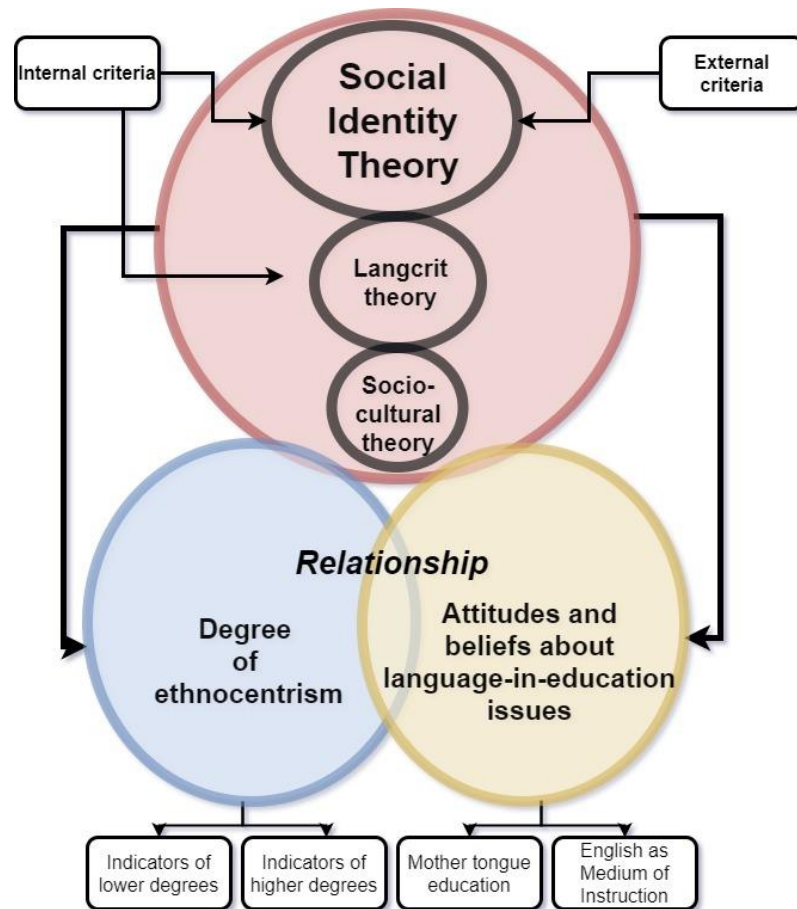 Internal criteria
Social
Identity
Theory
External
criteria
Langcrit
theory
Socio-
cultural
theory
Relationship
Degree
of
ethnocentrism
Attitudes and
beliefs about
language-in-education
issues
Indicators of
lower degrees
Indicators of
higher degrees
Mother tongue
education
English as
Medium of
Instruction